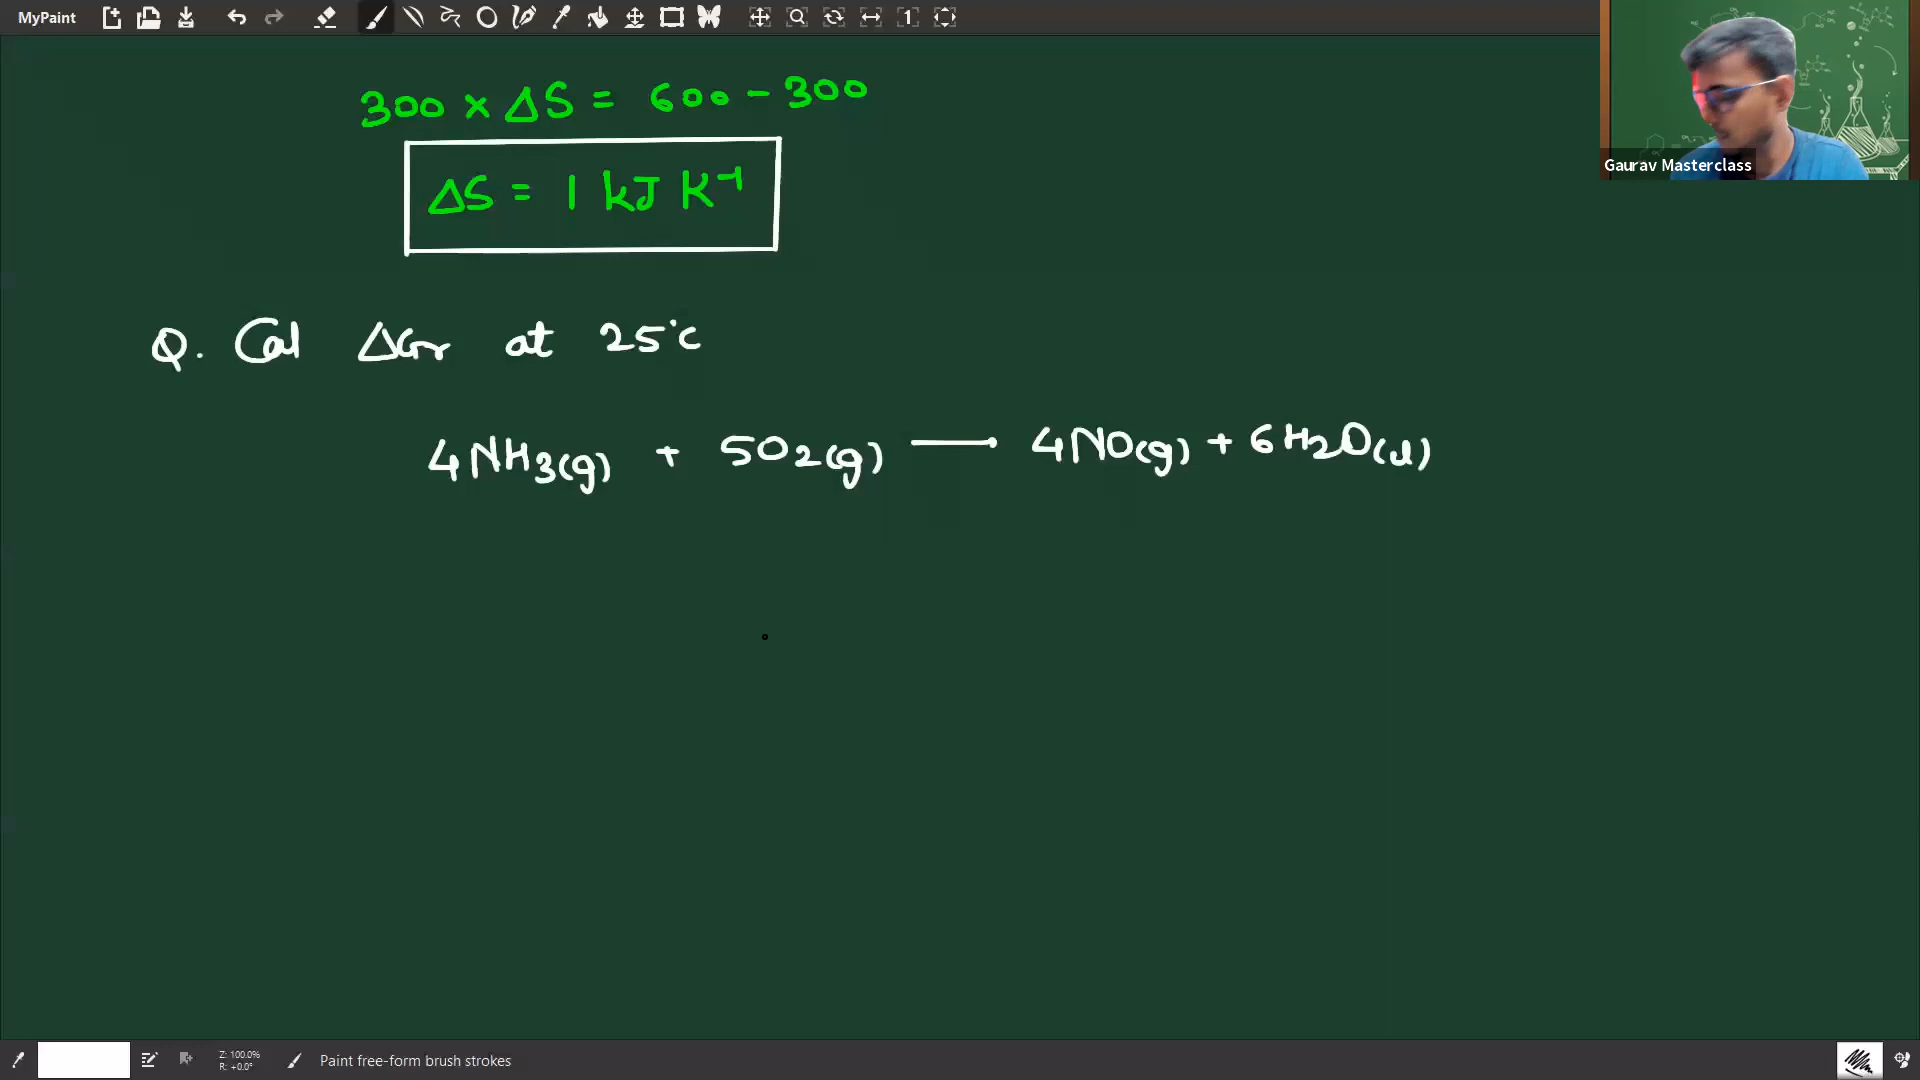 MyPaint
1
Gaurav Masterclass
300 × ΔS = 600 - 300
ΔS = 1 kJ K⁻¹
Q. Cal ΔGr at 25°C
4NH₃(g) + 5O₂(g) → 4NO(g) + 6H₂O(l)
Z: 100.0%
R: +0.0°
Paint free-form brush strokes